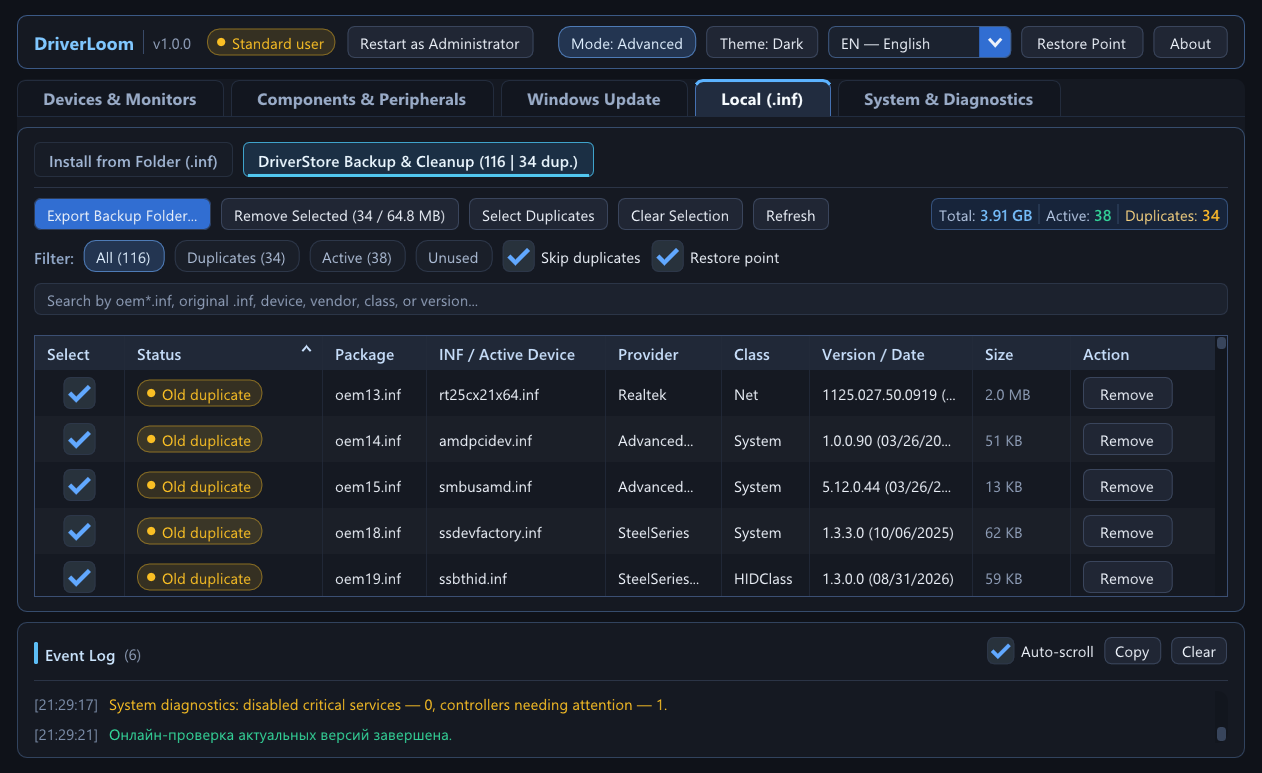 DriverLoom v1.0.0 Standard user Restart as Administrator Mode: Advanced Theme: Dark EN — English Restore Point About
Devices & Monitors Components & Peripherals Windows Update Local (.inf) System & Diagnostics
Install from Folder (.inf) DriverStore Backup & Cleanup (116 | 34 dup.)
Export Backup Folder... Remove Selected (34 / 64.8 MB) Select Duplicates Clear Selection Refresh Total: 3.91 GB Active: 38 Duplicates: 34
Filter: All (116) Duplicates (34) Active (38) Unused Skip duplicates Restore point
Search by oem*.inf, original .inf, device, vendor, class, or version...
Select Status Package INF / Active Device Provider Class Version / Date Size Action
Old duplicate oem13.inf rt25cx21x64.inf Realtek Net 1125.027.50.0919 (... 2.0 MB Remove
Old duplicate oem14.inf amdpcidev.inf Advanced... System 1.0.0.90 (03/26/20... 51 KB Remove
Old duplicate oem15.inf smbusamd.inf Advanced... System 5.12.0.44 (03/26/2... 13 KB Remove
Old duplicate oem18.inf ssdevfactory.inf SteelSeries System 1.3.3.0 (10/06/2025) 62 KB Remove
Old duplicate oem19.inf ssbthid.inf SteelSeries... HIDClass 1.3.0.0 (08/31/2026) 59 KB Remove
Event Log (6) Auto-scroll Copy Clear
[21:29:17] System diagnostics: disabled critical services — 0, controllers needing attention — 1.
[21:29:21] Онлайн-проверка актуальных версий завершена.